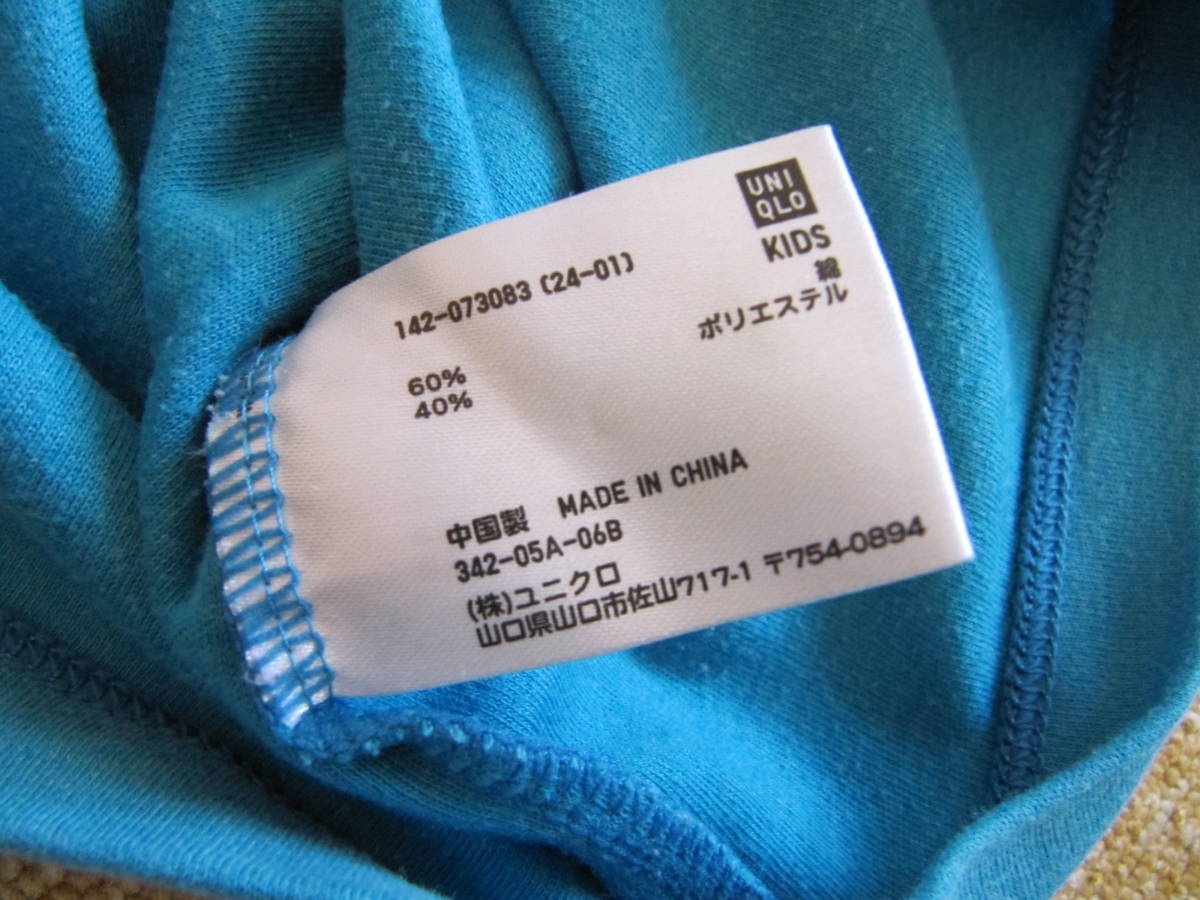 UNI
QLO
KIDS
142-073083 (24-01)
綿
ポリエステル
60%
40%
中国製 MADE IN CHINA
342-05A-06B
(株)ユニクロ
山口県山口市佐山717-1 〒754-0894